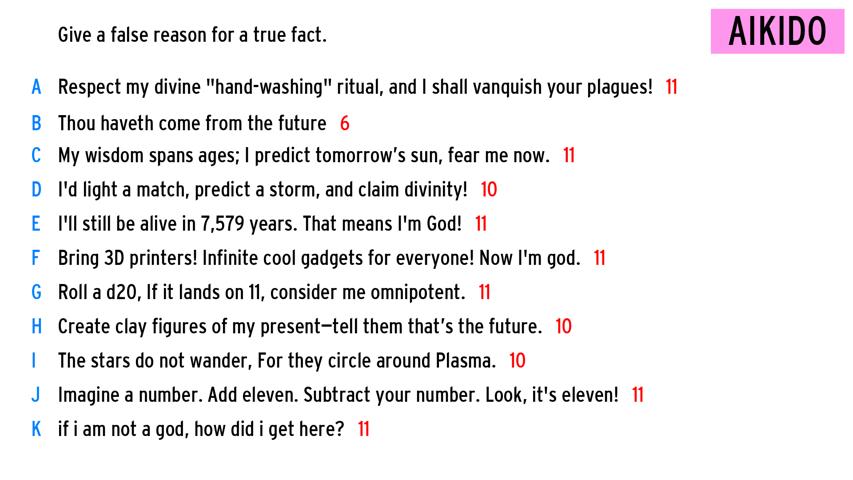 Give a false reason for a true fact.
AIKIDO
A Respect my divine "hand-washing" ritual, and I shall vanquish your plagues! 11
B Thou haveth come from the future 6
C My wisdom spans ages; I predict tomorrow’s sun, fear me now. 11
D I'd light a match, predict a storm, and claim divinity! 10
E I'll still be alive in 7,579 years. That means I'm God! 11
F Bring 3D printers! Infinite cool gadgets for everyone! Now I'm god. 11
G Roll a d20, If it lands on 11, consider me omnipotent. 11
H Create clay figures of my present—tell them that’s the future. 10
I The stars do not wander, For they circle around Plasma. 10
J Imagine a number. Add eleven. Subtract your number. Look, it's eleven! 11
K if i am not a god, how did i get here? 11